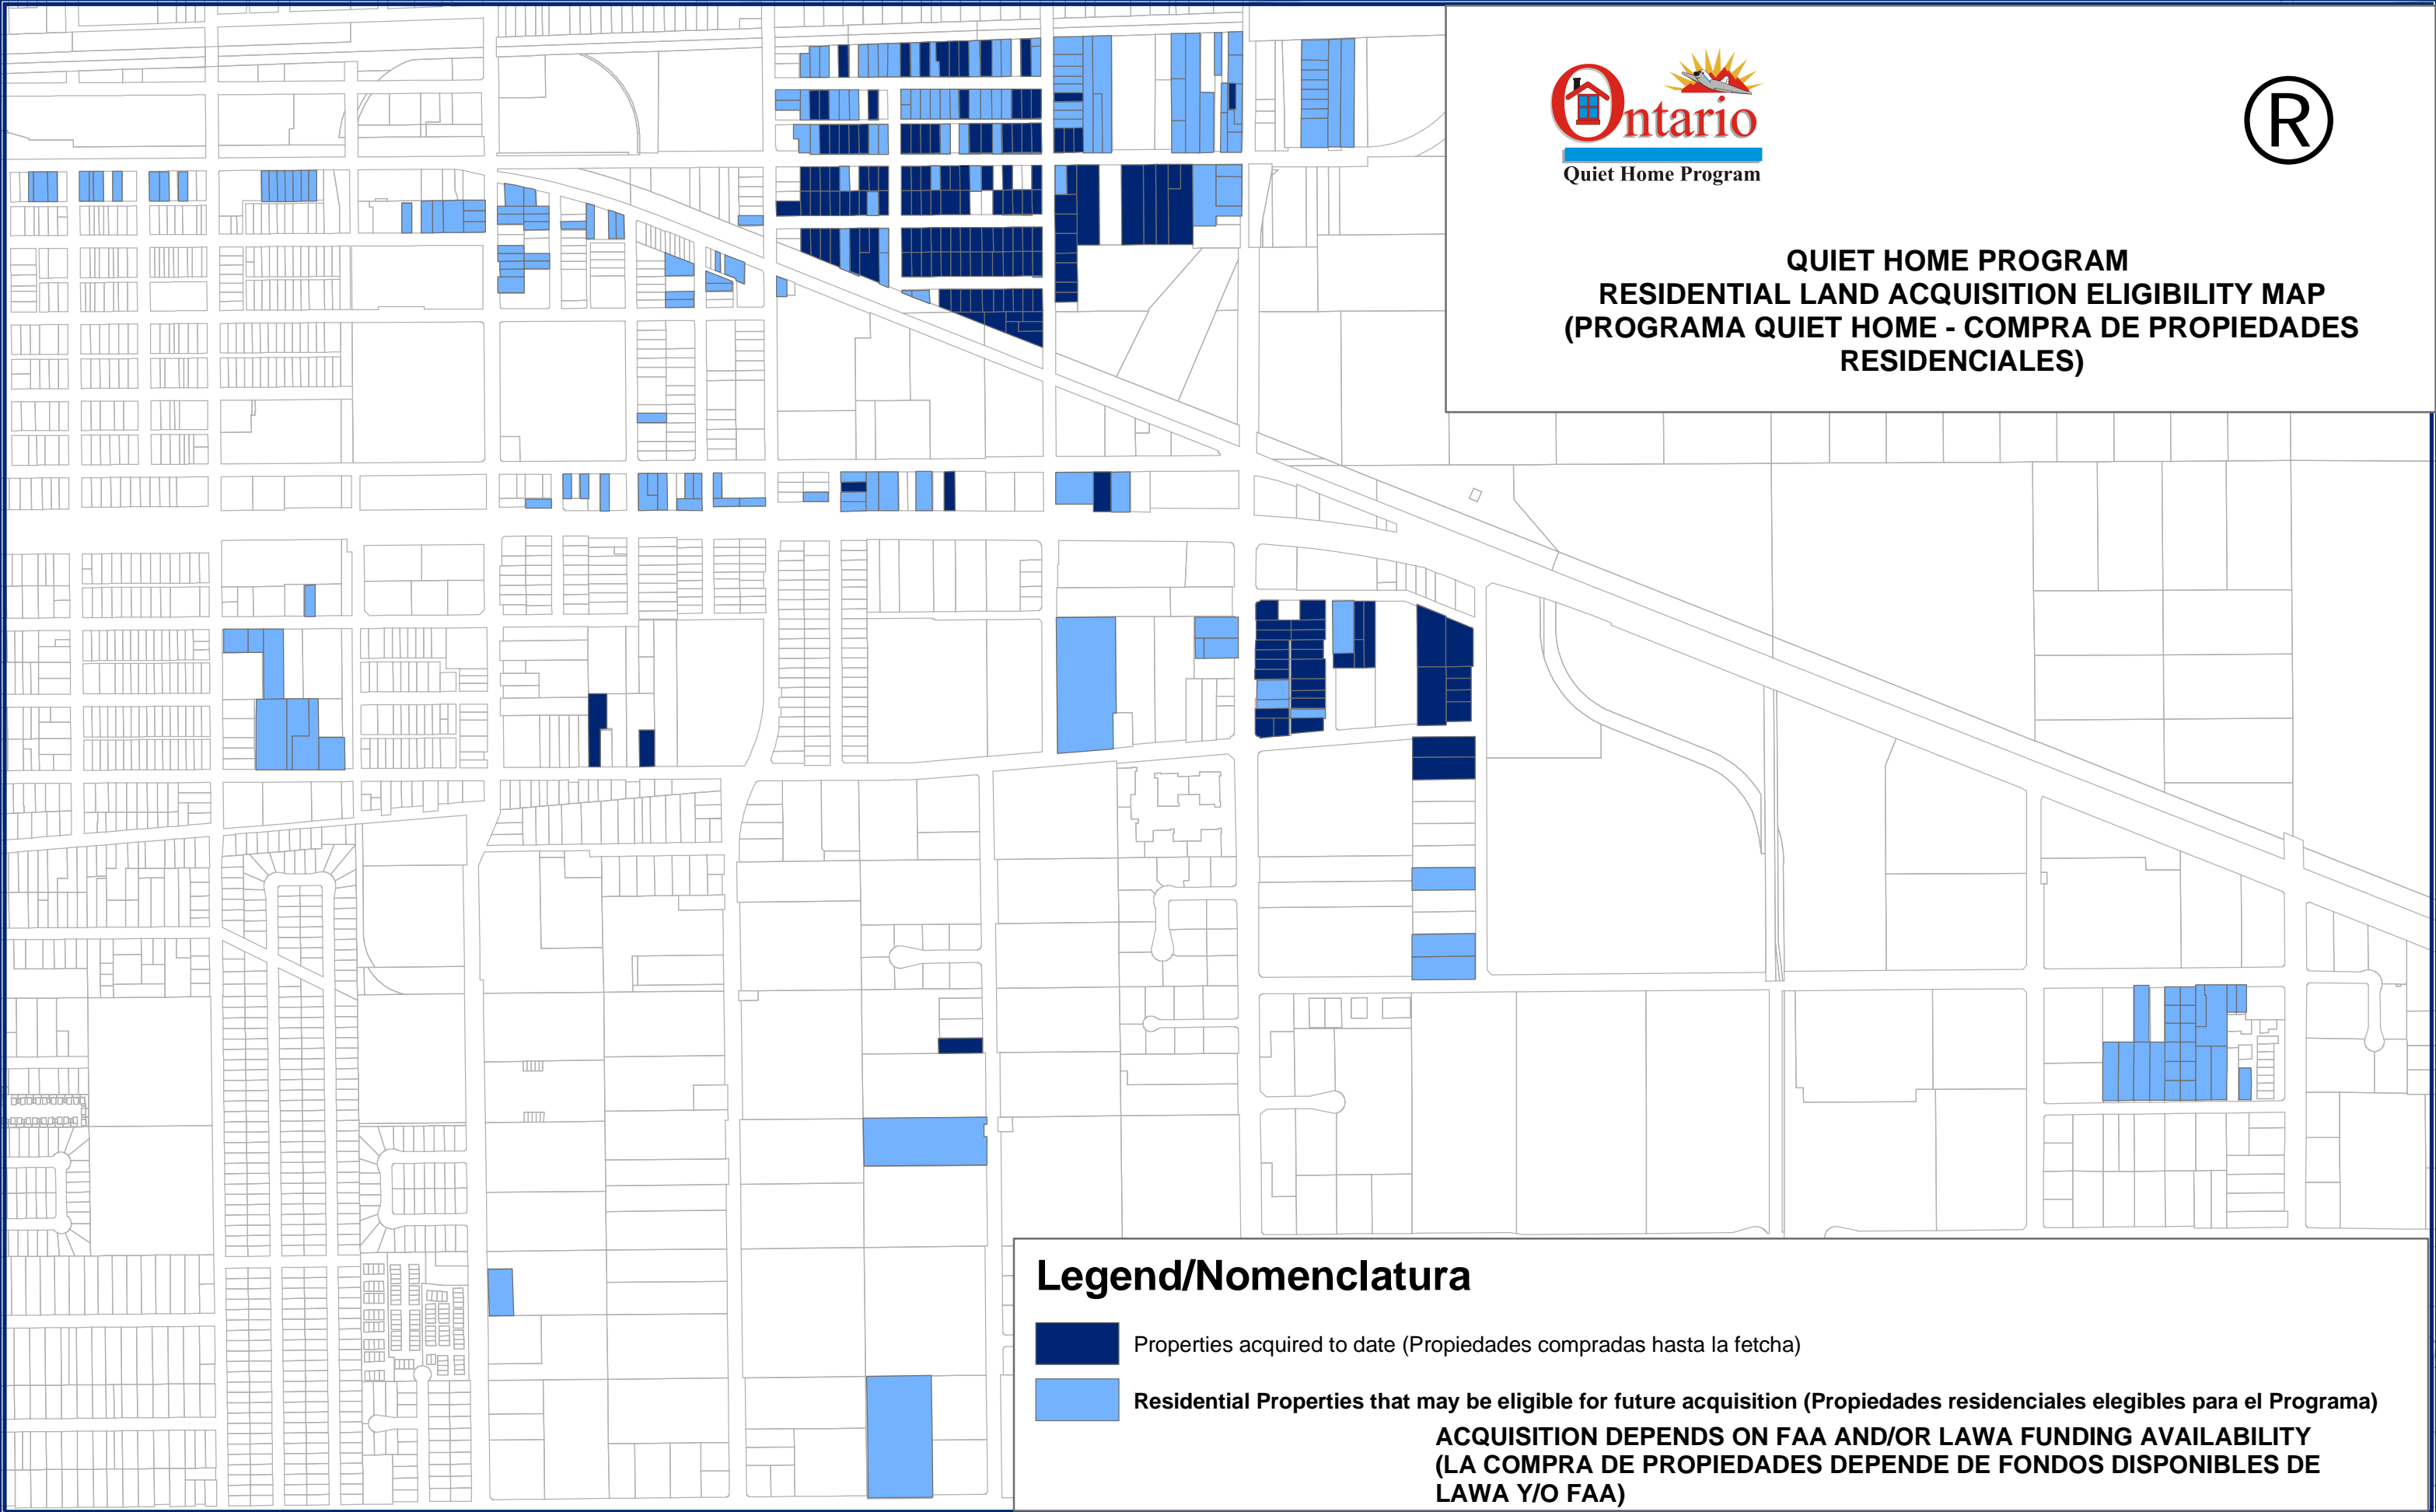 Ontario
Quiet Home Program
®
QUIET HOME PROGRAM
RESIDENTIAL LAND ACQUISITION ELIGIBILITY MAP
(PROGRAMA QUIET HOME - COMPRA DE PROPIEDADES
RESIDENCIALES)
Legend/Nomenclatura
Properties acquired to date (Propiedades compradas hasta la fetcha)
Residential Properties that may be eligible for future acquisition (Propiedades residenciales elegibles para el Programa)
ACQUISITION DEPENDS ON FAA AND/OR LAWA FUNDING AVAILABILITY
(LA COMPRA DE PROPIEDADES DEPENDE DE FONDOS DISPONIBLES DE
LAWA Y/O FAA)